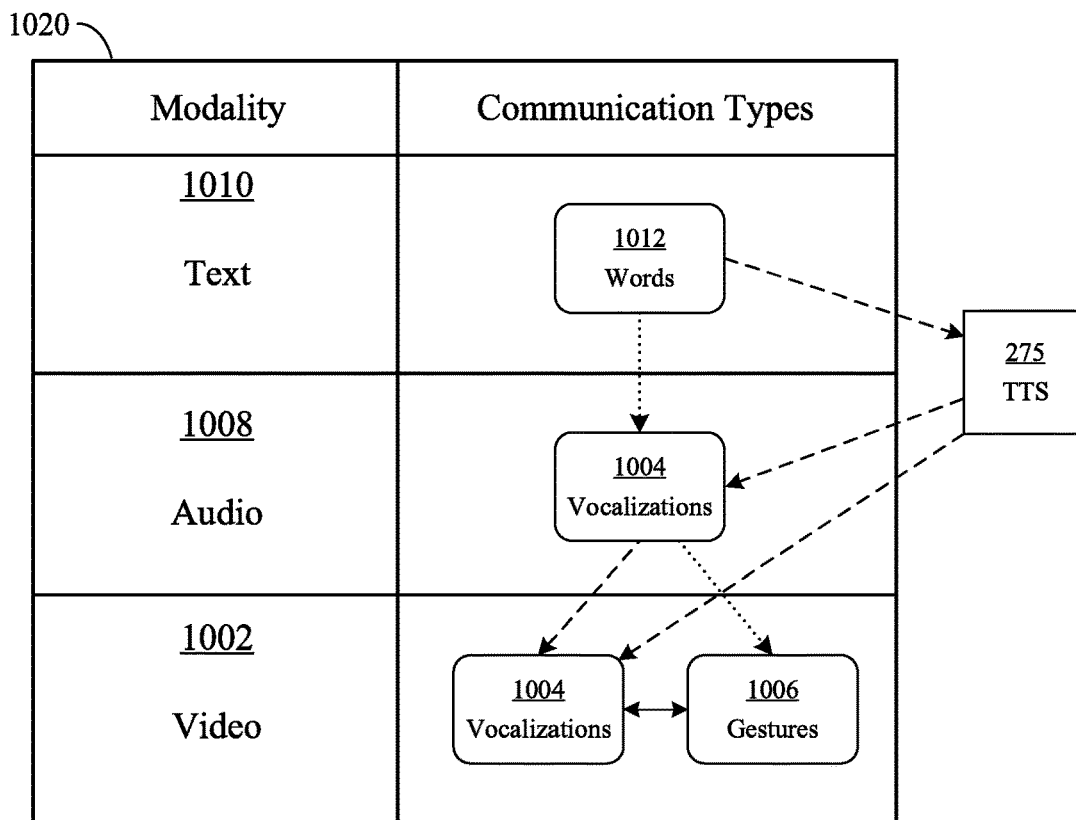 1020
Modality
Communication Types
1010
Text
1012
Words
275
TTS
1008
Audio
1004
Vocalizations
1002
Video
1004
Vocalizations
1006
Gestures